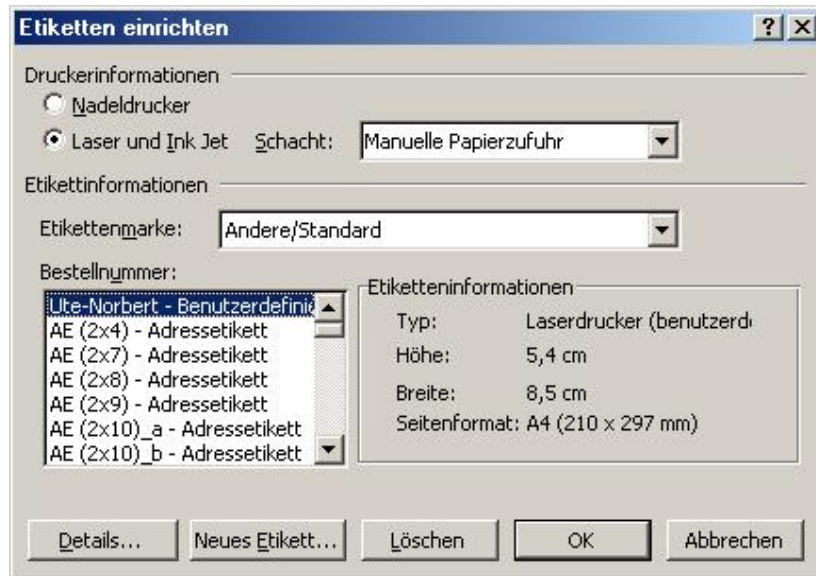 Etiketten einrichten
Druckerinformationen
Nadeldrucker
Laser und Ink Jet Schacht: Manuelle Papierzufuhr
Etikettinformationen
Etikettenmarke: Andere/Standard
Bestellnummer:
Ute-Norbert - Benutzerdefinie
AE (2x4) - Adressetikett
AE (2x7) - Adressetikett
AE (2x8) - Adressetikett
AE (2x9) - Adressetikett
AE (2x10)_a - Adressetikett
AE (2x10)_b - Adressetikett
Etiketteninformationen
Typ: Laserdrucker (benutzerd
Höhe: 5,4 cm
Breite: 8,5 cm
Seitenformat: A4 (210 x 297 mm)
Details... Neues Etikett... Löschen OK Abbrechen